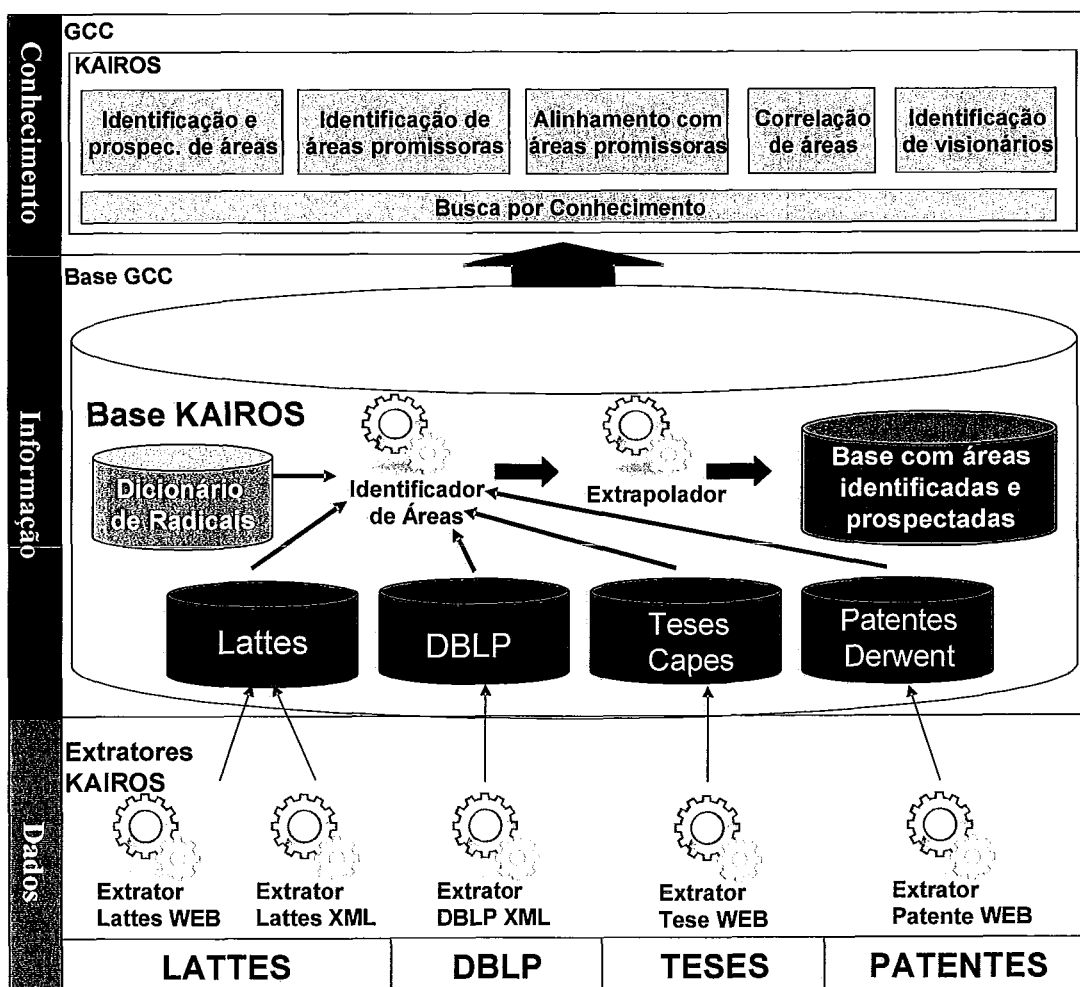 Conhecimento
GCC
KAIROS
Identificação e
prospec. de áreas
Identificação de
áreas promissoras
Alinhamento com
áreas promissoras
Correlação
de áreas
Identificação
de visionários
Busca por Conhecimento
Informação
Base GCC
Base KAIROS
Dicionário
de Radicais
Identificador
de Áreas
Extrapolador
Base com áreas
identificadas e
prospectadas
Lattes
DBLP
Teses
Capes
Patentes
Derwent
Dados
Extratores
KAIROS
Extrator
Lattes WEB
Extrator
Lattes XML
Extrator
DBLP XML
Extrator
Tese WEB
Extrator
Patente WEB
LATTES
DBLP
TESES
PATENTES